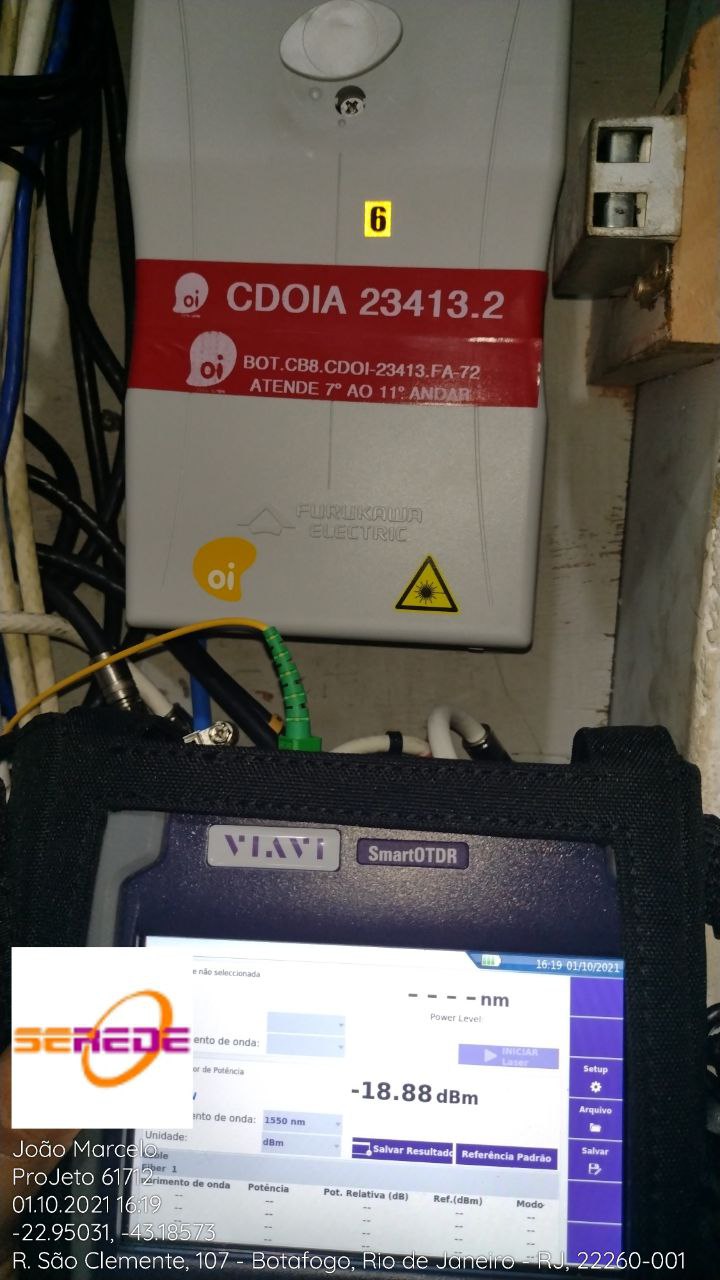 6
oi CDOIA 23413.2
oi BOT.CB8.CDOI-23413.FA-72
ATENDE 7º AO 11º ANDAR
FURUKAWA
ELECTRIC
oi
VIAVI SmartOTDR
16:19 01/10/2021
e não seleccionada
----nm
Power Level:
ento de onda:
INICIAR
Laser
or de Potência
-18.88 dBm
ento de onda: 1550 nm
Unidade: dBm
Salvar Resultado Referência Padrão
Setup
Arquivo
Salvar
Fiber 1
rimento de onda Potência Pot. Relativa (dB) Ref.(dBm) Modo
SEREDE
João Marcelo
ProJeto 61712
01.10.2021 16:19
-22.95031, -43.18573
R. São Clemente, 107 - Botafogo, Rio de Janeiro - RJ, 22260-001